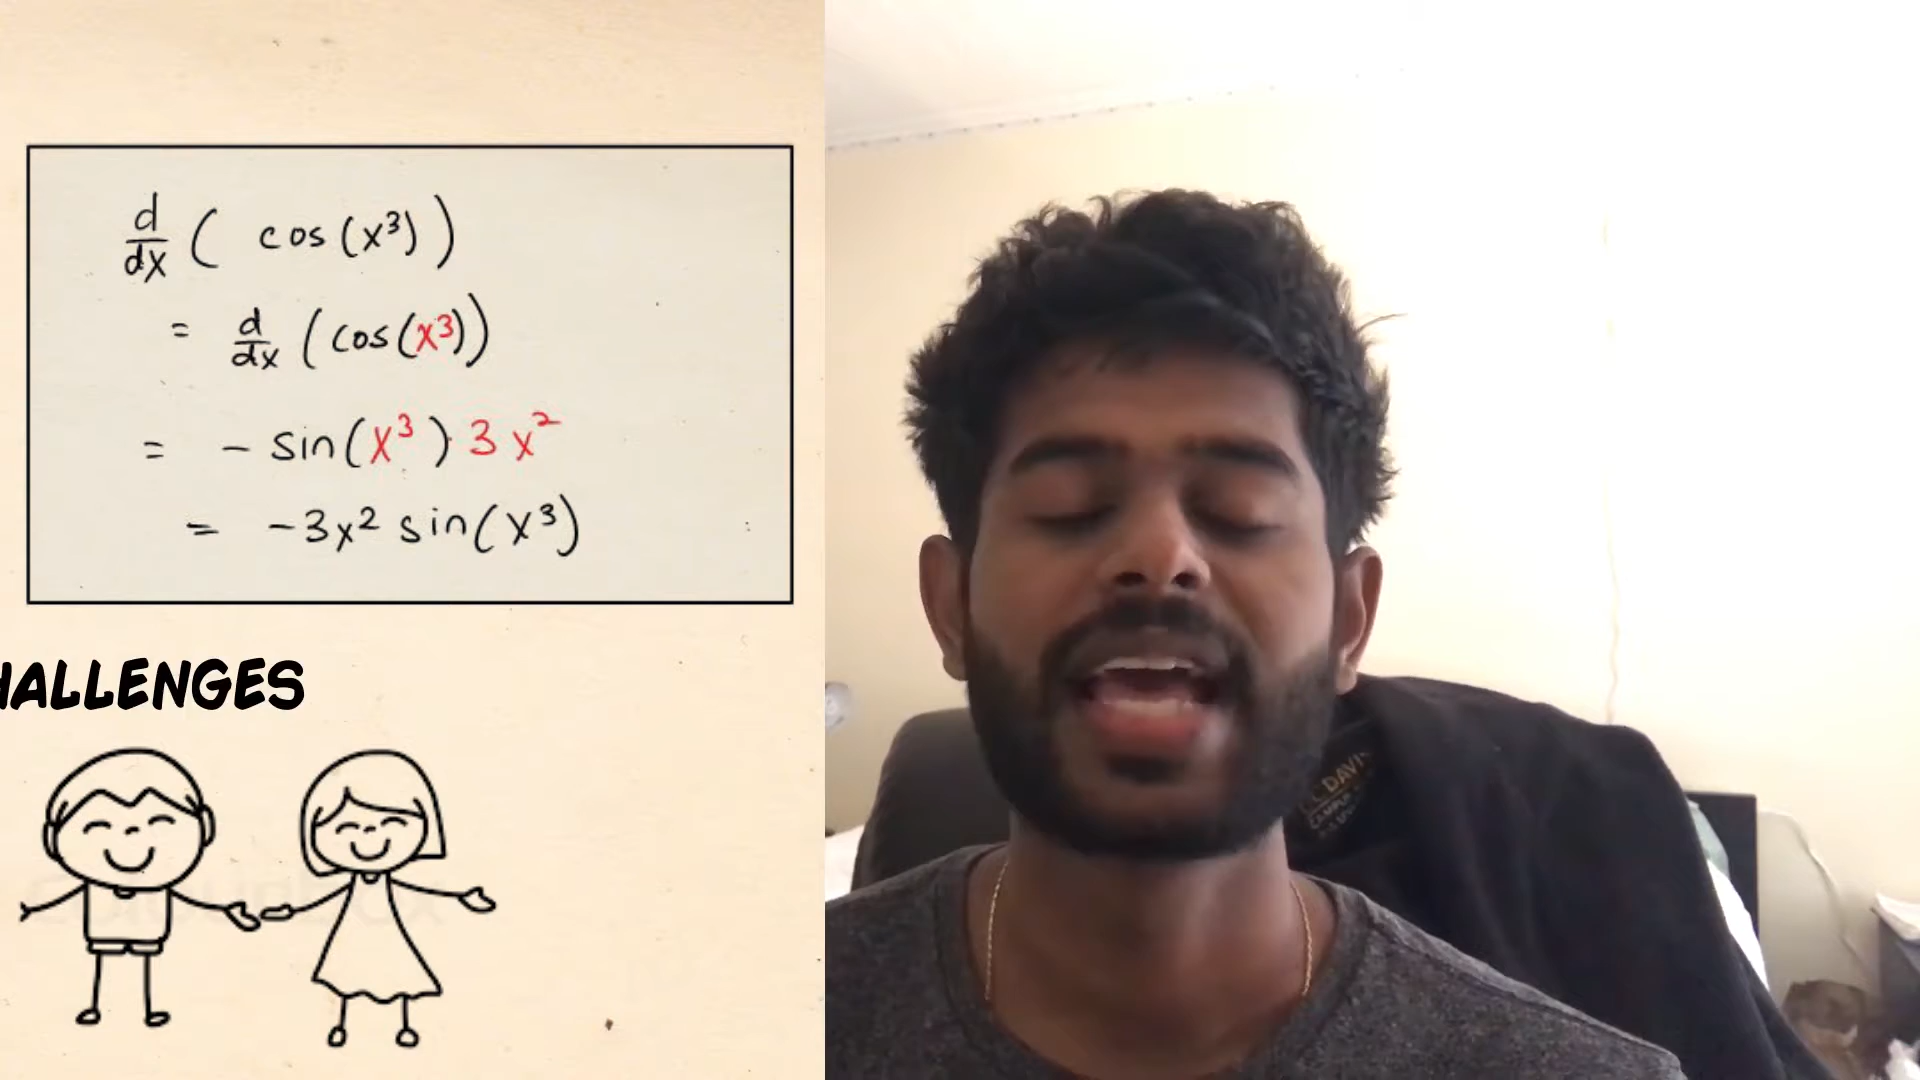 d/dx ( cos(x³) )
= d/dx (cos(x³))
= - sin(x³) 3x²
= -3x² sin(x³)
HALLENGES